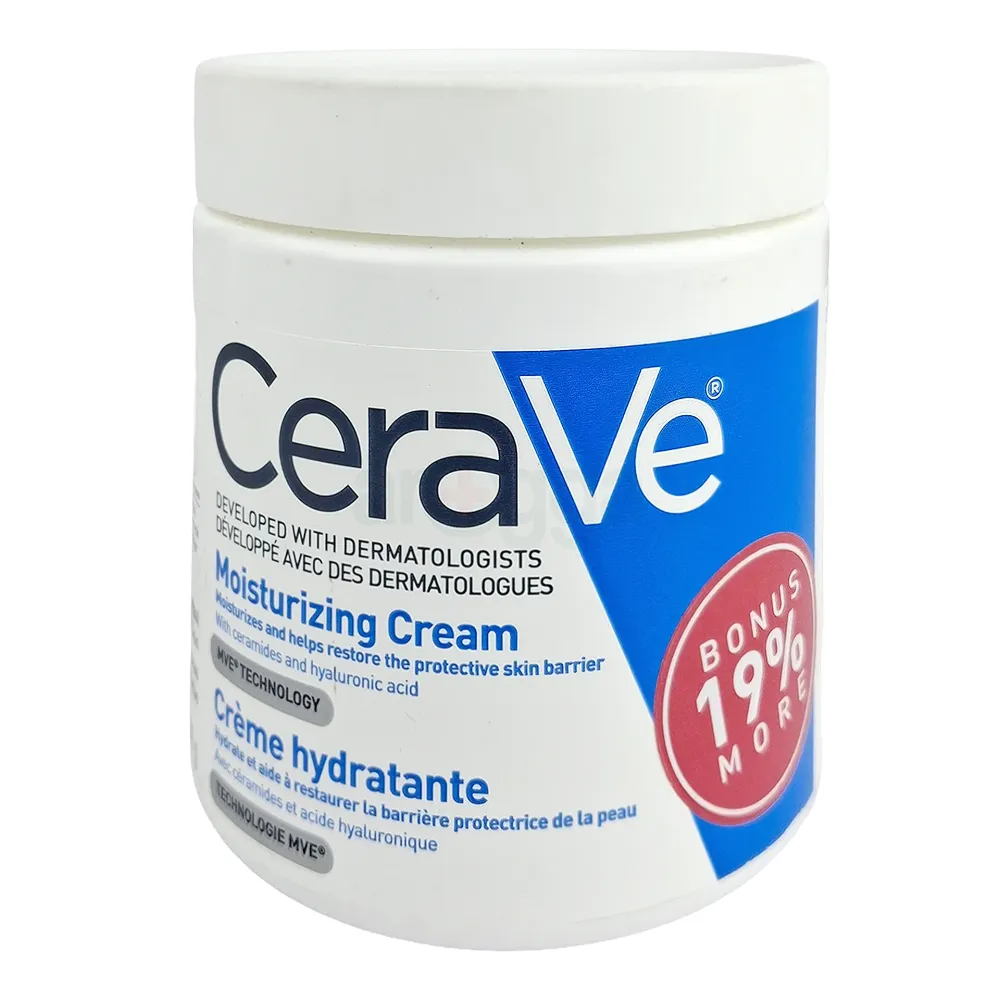 CeraVe®
DEVELOPED WITH DERMATOLOGISTS
DÉVELOPPÉ AVEC DES DERMATOLOGUES
Moisturizing Cream
Moisturizes and helps restore the protective skin barrier
With ceramides and hyaluronic acid
MVE® TECHNOLOGY
Crème hydratante
Hydrate et aide à restaurer la barrière protectrice de la peau
Avec céramides et acide hyaluronique
TECHNOLOGIE MVE®
BONUS
19%
MORE